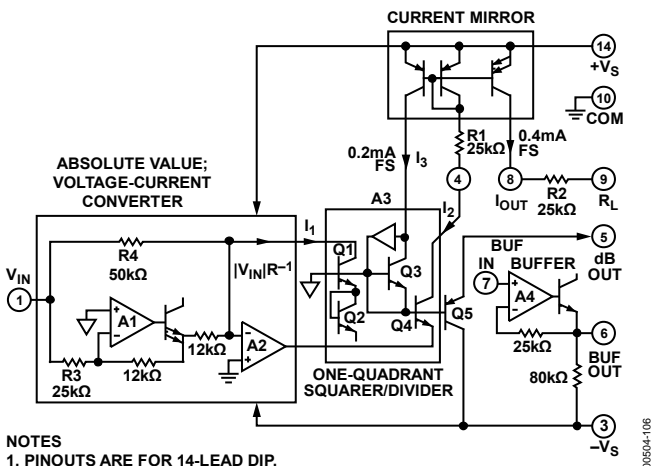 CURRENT MIRROR
14
+VS
10
COM
R1
25kΩ
0.2mA
FS
I3
0.4mA
FS
4
8
IOUT
R2
25kΩ
9
RL
ABSOLUTE VALUE;
VOLTAGE-CURRENT
CONVERTER
A3
I2
I1
R4
50kΩ
|VIN|R–1
VIN
1
Q1
Q2
Q3
Q4
Q5
BUF
IN
7
BUFFER
A4
5
dB
OUT
A1
A2
12kΩ
12kΩ
R3
25kΩ
25kΩ
6
BUF
OUT
80kΩ
ONE-QUADRANT
SQUARER/DIVIDER
3
–VS
NOTES
1. PINOUTS ARE FOR 14-LEAD DIP.
00504-106